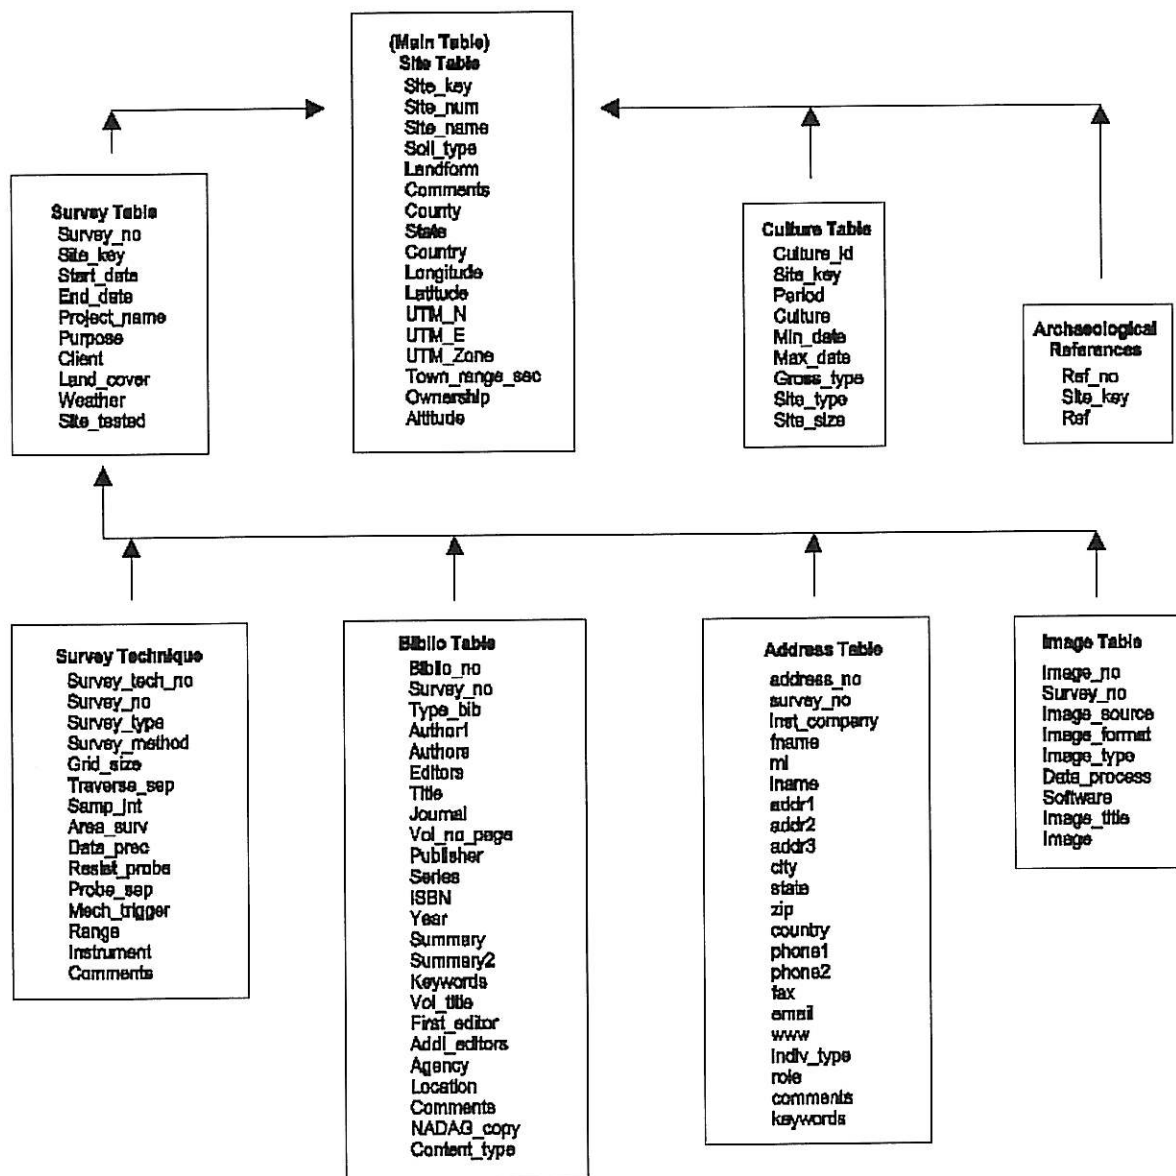 (Main Table)
Site Table
Site_key
Site_num
Site_name
Soil_type
Landform
Comments
County
State
Country
Longitude
Latitude
UTM_N
UTM_E
UTM_Zone
Town_range_sec
Ownership
Altitude
Survey Table
Survey_no
Site_key
Start_date
End_date
Project_name
Purpose
Client
Land_cover
Weather
Site_tested
Culture Table
Culture_id
Site_key
Period
Culture
Min_date
Max_date
Gross_type
Site_type
Site_size
Archaeological
References
Ref_no
Site_key
Ref
Survey Technique
Survey_tech_no
Survey_no
Survey_type
Survey_method
Grid_size
Traverse_sep
Samp_int
Area_surv
Data_prec
Resist_probe
Probe_sep
Mech_trigger
Range
Instrument
Comments
Biblio Table
Biblio_no
Survey_no
Type_bib
Author1
Authors
Editors
Title
Journal
Vol_no_page
Publisher
Series
ISBN
Year
Summary
Summary2
Keywords
Vol_title
First_editor
Addl_editors
Agency
Location
Comments
NADAG_copy
Content_type
Address Table
address_no
survey_no
Inst_company
fname
mi
lname
addr1
addr2
addr3
city
state
zip
country
phone1
phone2
fax
email
www
Indiv_type
role
comments
keywords
Image Table
Image_no
Survey_no
Image_source
Image_format
Image_type
Data_process
Software
Image_title
Image